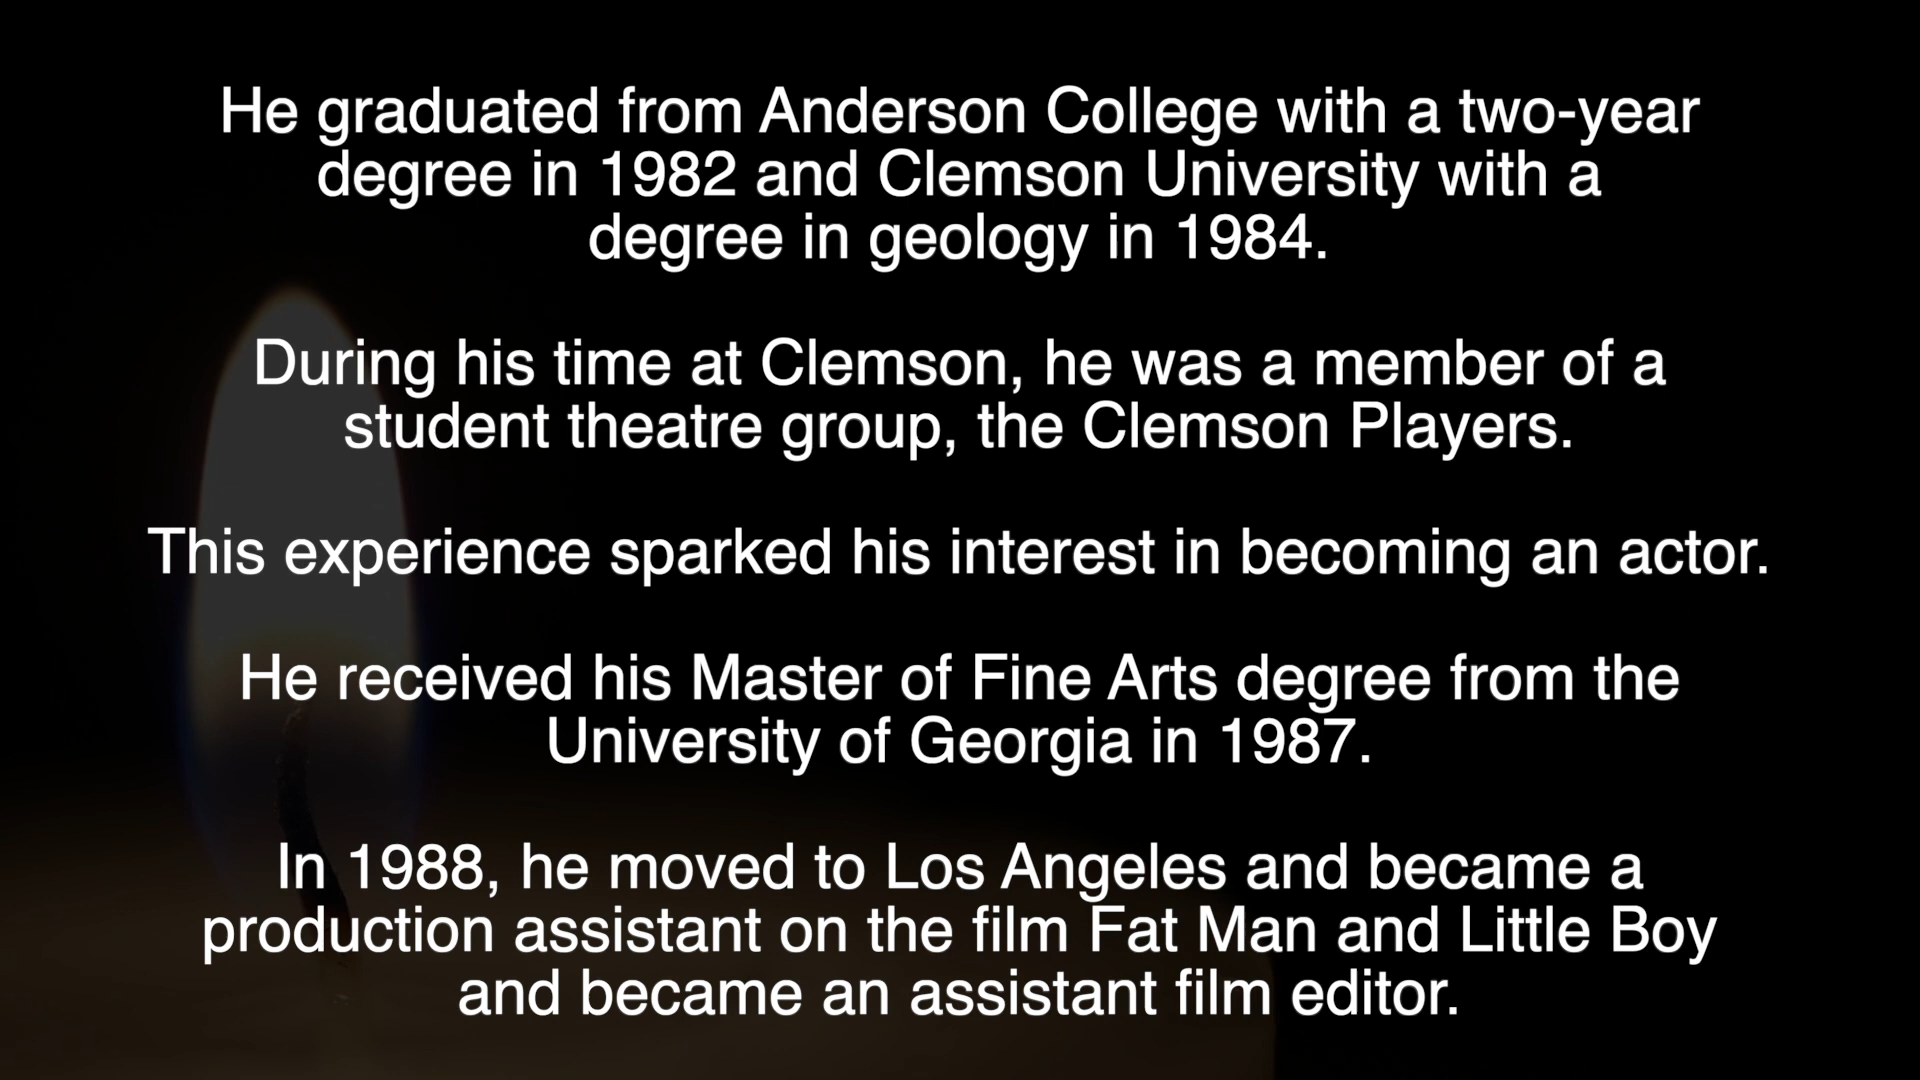 He graduated from Anderson College with a two-year
degree in 1982 and Clemson University with a
degree in geology in 1984.
During his time at Clemson, he was a member of a
student theatre group, the Clemson Players.
This experience sparked his interest in becoming an actor.
He received his Master of Fine Arts degree from the
University of Georgia in 1987.
In 1988, he moved to Los Angeles and became a
production assistant on the film Fat Man and Little Boy
and became an assistant film editor.